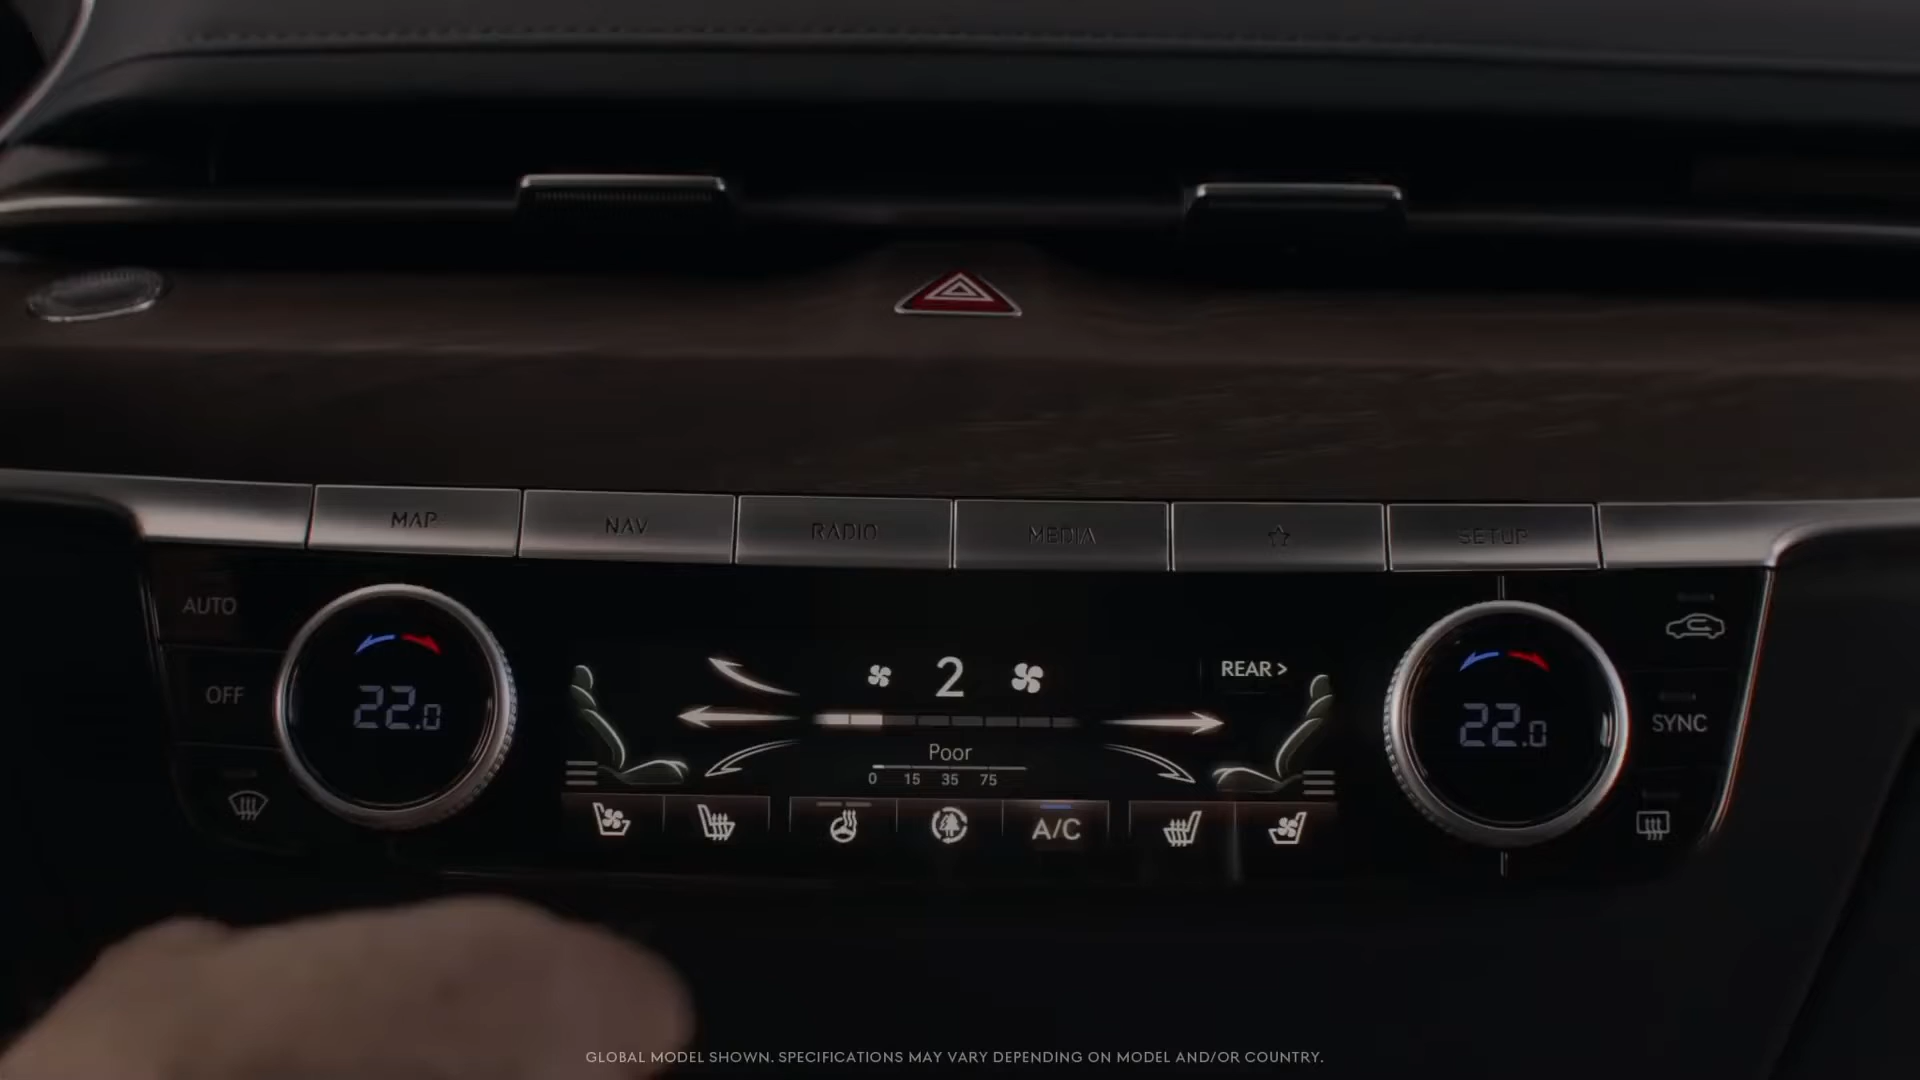 MAP
NAV
RADIO
MEDIA
SETUP
AUTO
OFF
22.0
2
REAR >
Poor
0 15 35 75
A/C
22.0
SYNC
GLOBAL MODEL SHOWN. SPECIFICATIONS MAY VARY DEPENDING ON MODEL AND/OR COUNTRY.